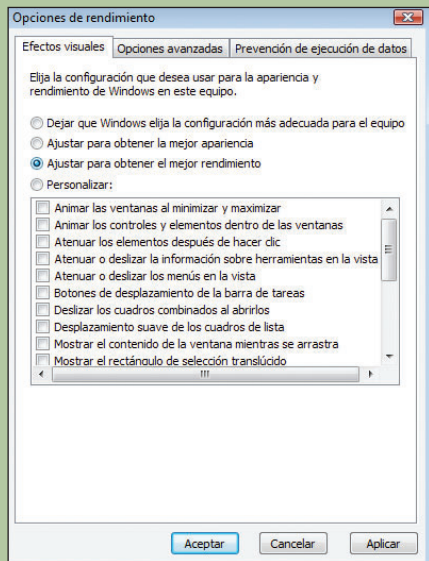 Opciones de rendimiento
Efectos visuales
Opciones avanzadas
Prevención de ejecución de datos
Elija la configuración que desea usar para la apariencia y
rendimiento de Windows en este equipo.
Dejar que Windows elija la configuración más adecuada para el equipo
Ajustar para obtener la mejor apariencia
Ajustar para obtener el mejor rendimiento
Personalizar:
Animar las ventanas al minimizar y maximizar
Animar los controles y elementos dentro de las ventanas
Atenuar los elementos después de hacer clic
Atenuar o deslizar la información sobre herramientas en la vista
Atenuar o deslizar los menús en la vista
Botones de desplazamiento de la barra de tareas
Deslizar los cuadros combinados al abrirlos
Desplazamiento suave de los cuadros de lista
Mostrar el contenido de la ventana mientras se arrastra
Mostrar el rectángulo de selección translúcido
Aceptar
Cancelar
Aplicar